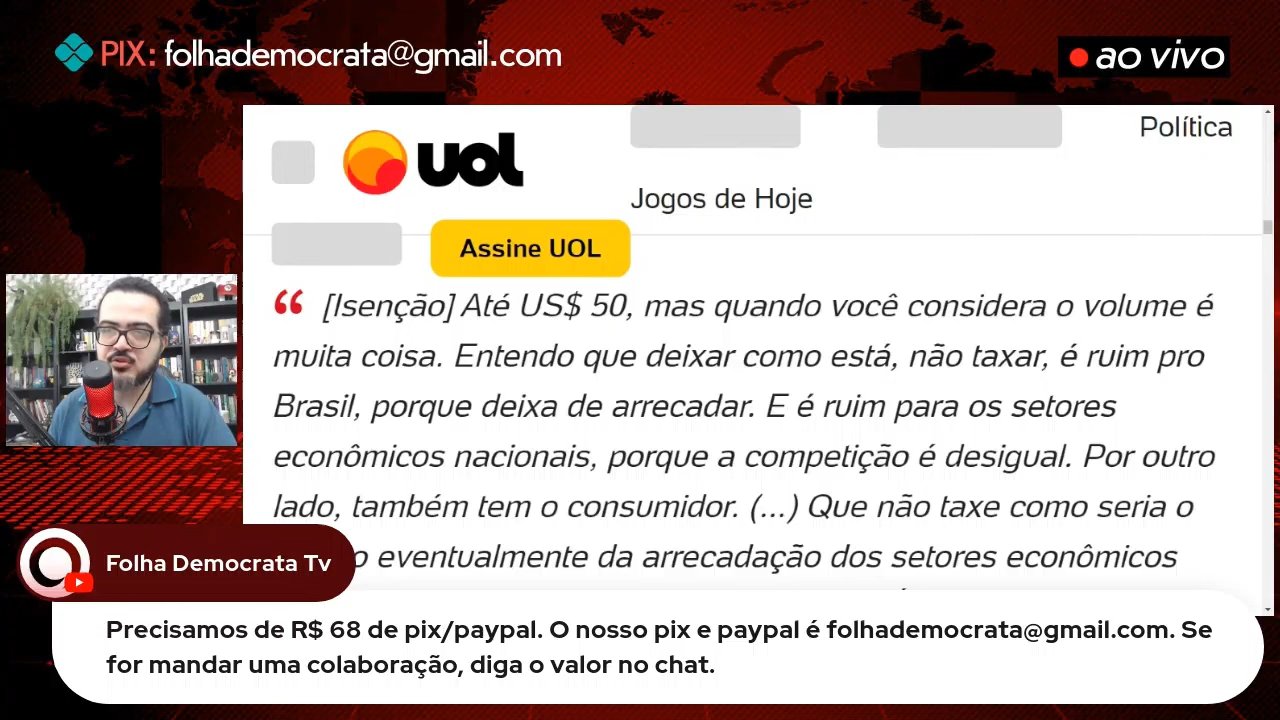 PIX: folhademocrata@gmail.com
ao vivo
uol
Política
Jogos de Hoje
Assine UOL
“ [Isenção] Até US$ 50, mas quando você considera o volume é
muita coisa. Entendo que deixar como está, não taxar, é ruim pro
Brasil, porque deixa de arrecadar. E é ruim para os setores
econômicos nacionais, porque a competição é desigual. Por outro
lado, também tem o consumidor. (...) Que não taxe como seria o
eventualmente da arrecadação dos setores econômicos
Folha Democrata Tv
Precisamos de R$ 68 de pix/paypal. O nosso pix e paypal é folhademocrata@gmail.com. Se
for mandar uma colaboração, diga o valor no chat.